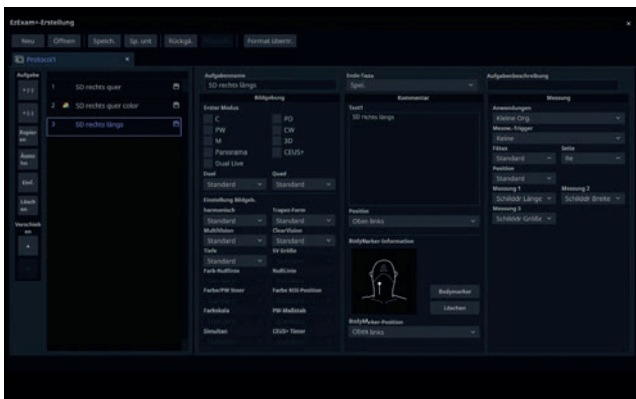 EzExam+-Erstellung
Neu Öffnen Speich. Sp. unt Rückgä. Format übertr.
Protocol1
Aufgabe
+ (-)
+ (-)
Kopier
en
Einf.
Lösch
en
Verschieb
en
1 SD rechts quer
2 SD rechts quer color
3 SD rechts längs
Aufgabenname
SD rechts längs
Bildgebung
Erster Modus
C PD
PW CW
M 3D
Panorama CEUS+
Dual Live
Dual Quad
Standard Standard
Einstellung Bildgeb.
harmonisch Trapez-Form
Standard Standard
MultiVision ClearVision
Standard Standard
Tiefe SV Größe
Standard
Farb-Nulllinie Nulllinie
Farbe/PW Steer Farbe ROI-Position
Farbskala PW-Maßstab
Simultan CEUS+ Timer
Ende-Taste
Spei.
Kommentar
Text1
SD rechts längs
Position
Oben links
BodyMarker-Information
Bodymarker
Löschen
BodyMarker-Position
Oben links
Aufgabenbeschreibung
Messung
Anwendungen
Kleine Org.
Messw.-Trigger
Keine
Fötus Seite
Standard Re
Position
Standard
Messung 1 Messung 2
Schilddr Länge Schilddr Breite
Messung 3
Schilddr Größe